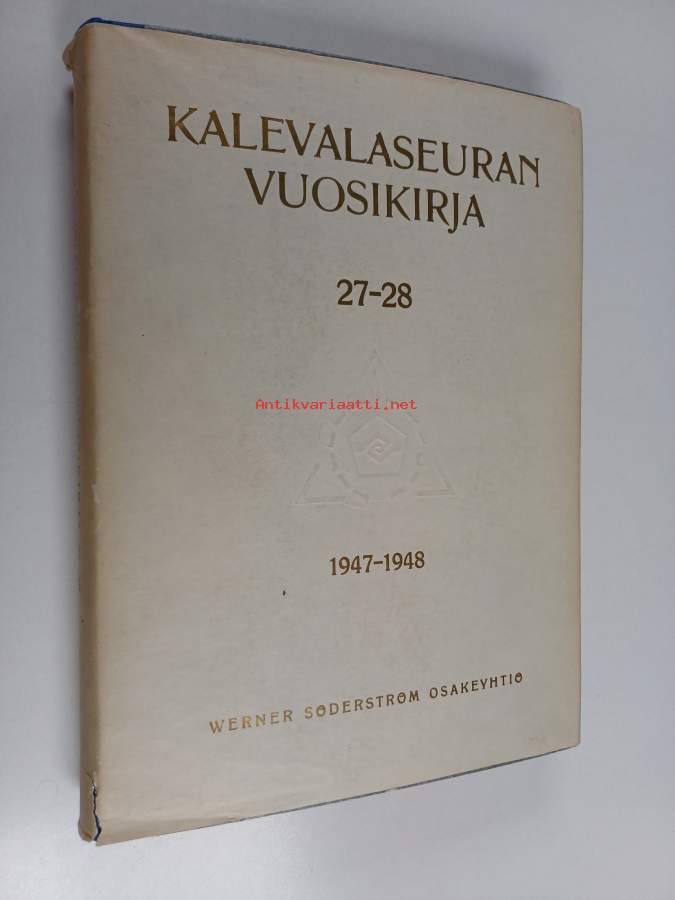 KALEVALASEURAN
VUOSIKIRJA
27-28
Antikvariaatti.net
1947-1948
WERNER SÖDERSTRÖM OSAKEYHTIÖ